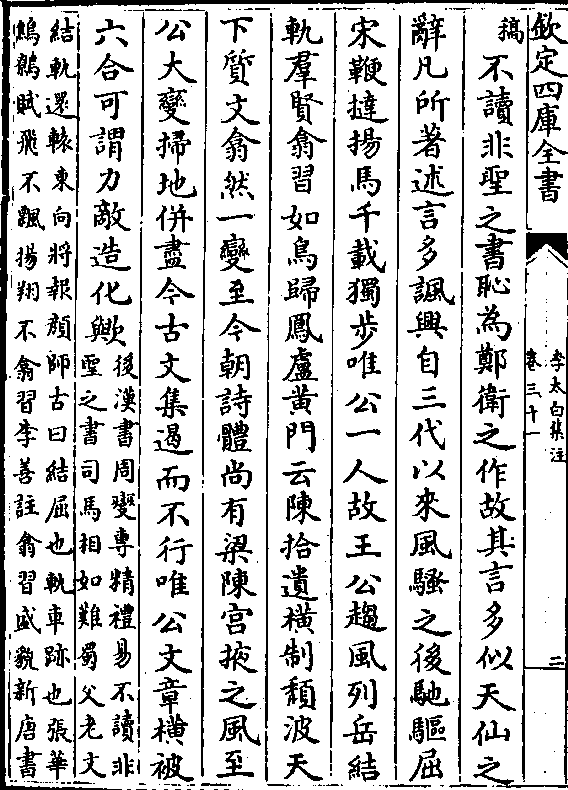 欽定四庫全書
李太白集注
卷三十一
二
稿不讀非聖之書恥為鄭衛之作故其言多似天仙之
辭凡所著述言多諷興自三代以來風騷之後馳驅屈
宋鞭撻揚馬千載獨步唯公一人故王公趨風列岳結
軌羣賢翕習如鳥歸鳳盧黃門云陳拾遺橫制頹波天
下質文翕然一變至今朝詩體尚有梁陳宮掖之風至
公大變掃地併盡今古文集遏而不行唯公文章橫被
六合可謂力敵造化歟
後漢書周燮專精禮易不讀非
聖之書司馬相如難蜀父老文
結軌還轅東向將報顔師古曰結屈也軌車跡也張華
鷦鷯賦飛不飄揚翔不翕習李善註翕習盛貌新唐書